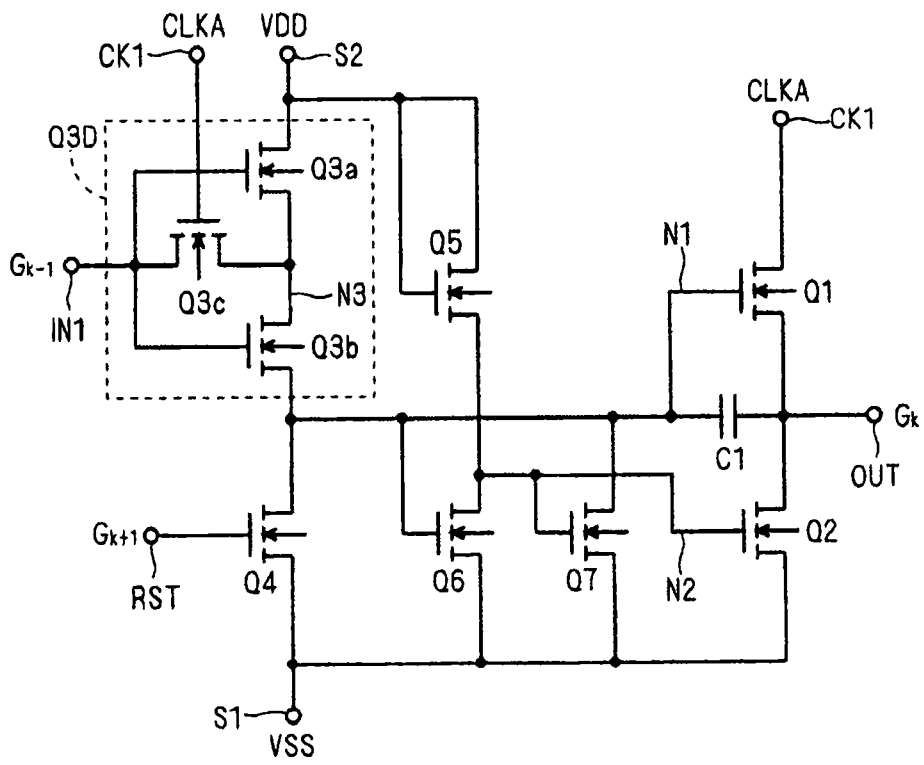 CLKA
VDD
CK1
S2
CLKA
CK1
Q3D
Q3a
Q5
N1
Gk-1
Q1
Q3c
N3
IN1
Q3b
Gk
C1
OUT
Gk+1
Q2
RST
Q4
Q6
Q7
N2
S1
VSS